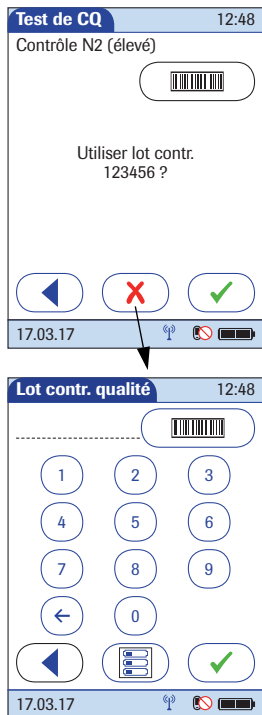 Test de CQ 12:48
Contrôle N2 (élevé)
Utiliser lot contr.
123456 ?
17.03.17
Lot contr. qualité 12:48
1 2 3
4 5 6
7 8 9
0
17.03.17